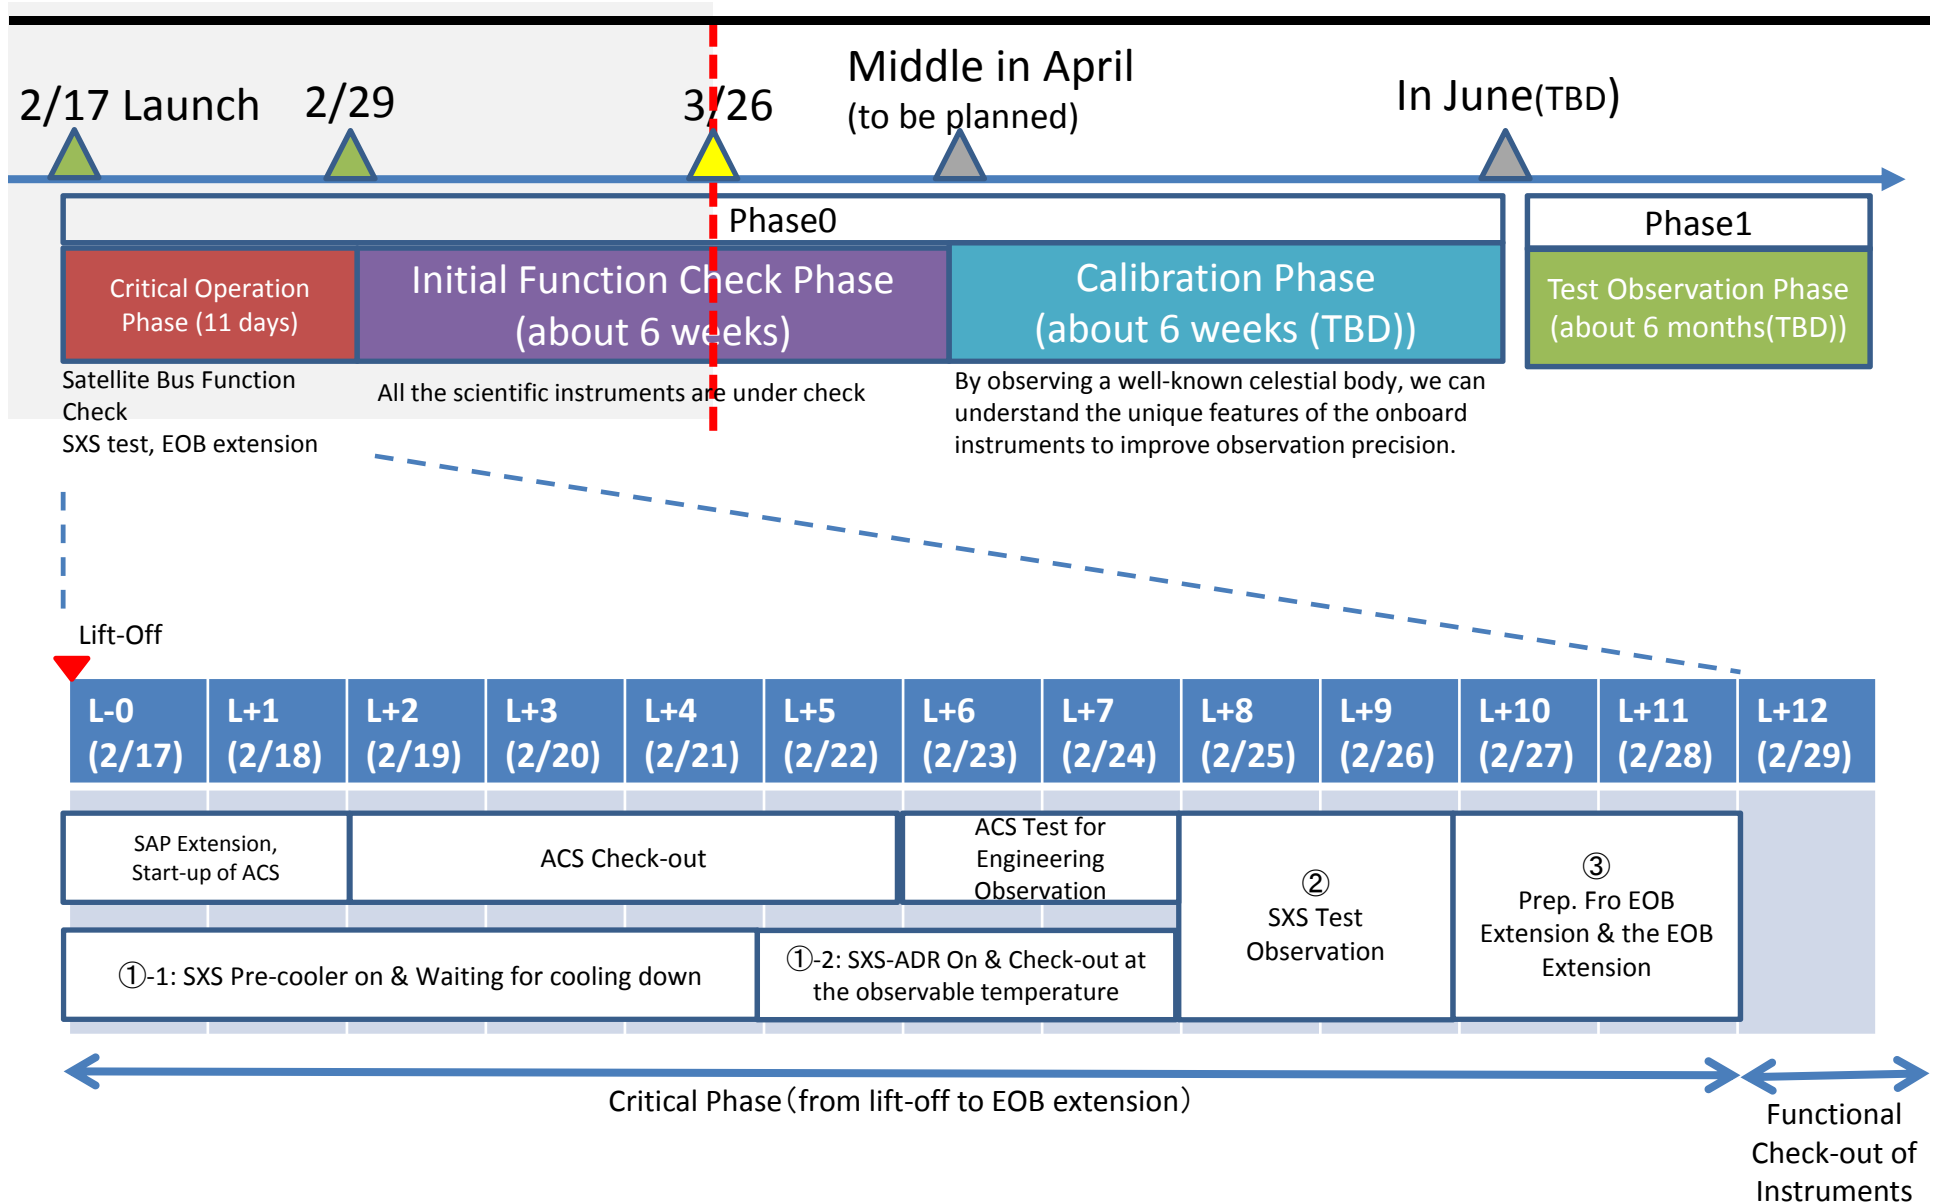 2/17 Launch
2/29
3/26
Middle in April
(to be planned)
In June(TBD)
Phase0
Phase1
Critical Operation
Phase (11 days)
Initial Function Check Phase
(about 6 weeks)
Calibration Phase
(about 6 weeks (TBD))
Test Observation Phase
(about 6 months(TBD))
Satellite Bus Function
Check
SXS test, EOB extension
All the scientific instruments are under check
By observing a well-known celestial body, we can
understand the unique features of the onboard
instruments to improve observation precision.
Lift-Off
L-0
(2/17)
L+1
(2/18)
L+2
(2/19)
L+3
(2/20)
L+4
(2/21)
L+5
(2/22)
L+6
(2/23)
L+7
(2/24)
L+8
(2/25)
L+9
(2/26)
L+10
(2/27)
L+11
(2/28)
L+12
(2/29)
SAP Extension,
Start-up of ACS
ACS Check-out
ACS Test for
Engineering
Observation
②
SXS Test
Observation
③
Prep. Fro EOB
Extension & the EOB
Extension
①-1: SXS Pre-cooler on & Waiting for cooling down
①-2: SXS-ADR On & Check-out at
the observable temperature
Critical Phase（from lift-off to EOB extension）
Functional
Check-out of
Instruments